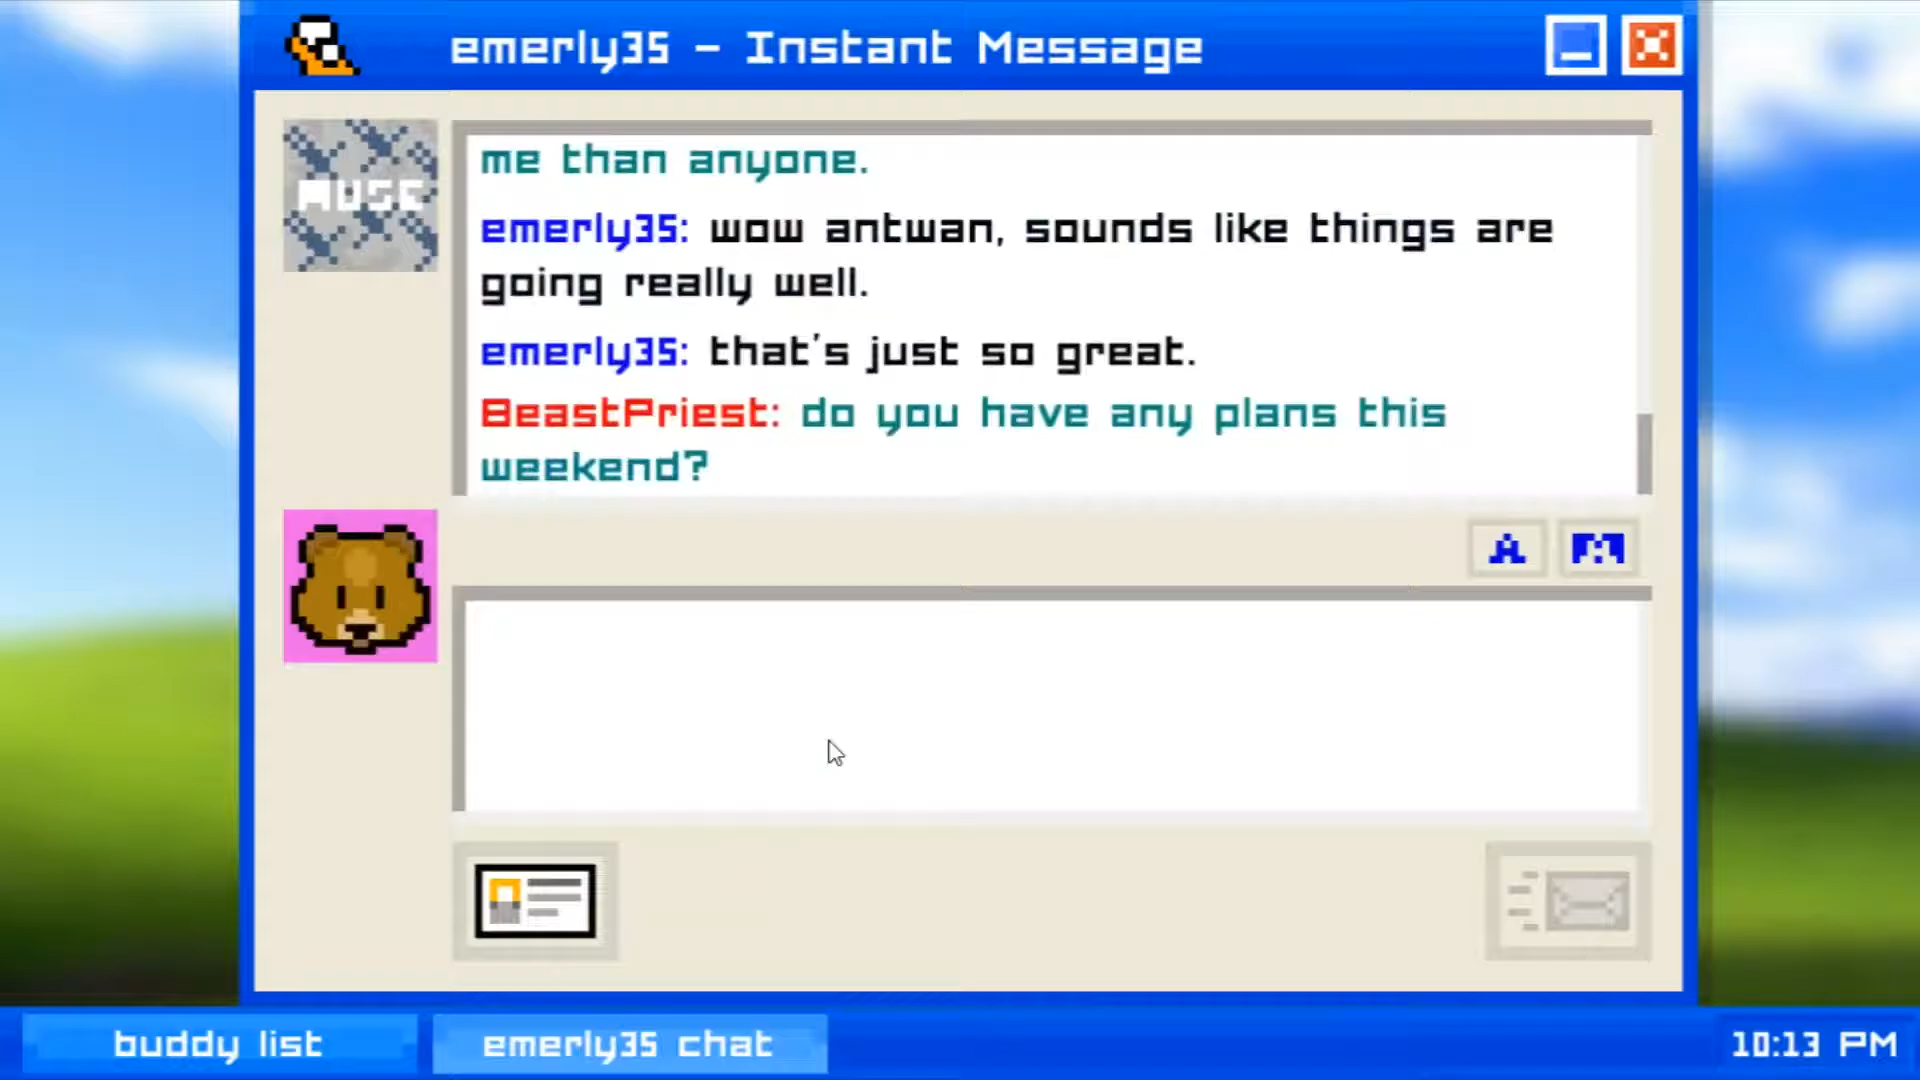 emerly35 – Instant Message
MUSE
me than anyone.
emerly35: wow antwan, sounds like things are
going really well.
emerly35: that's just so great.
BeastPriest: do you have any plans this
weekend?
A
buddy list
emerly35 chat
10:13 PM